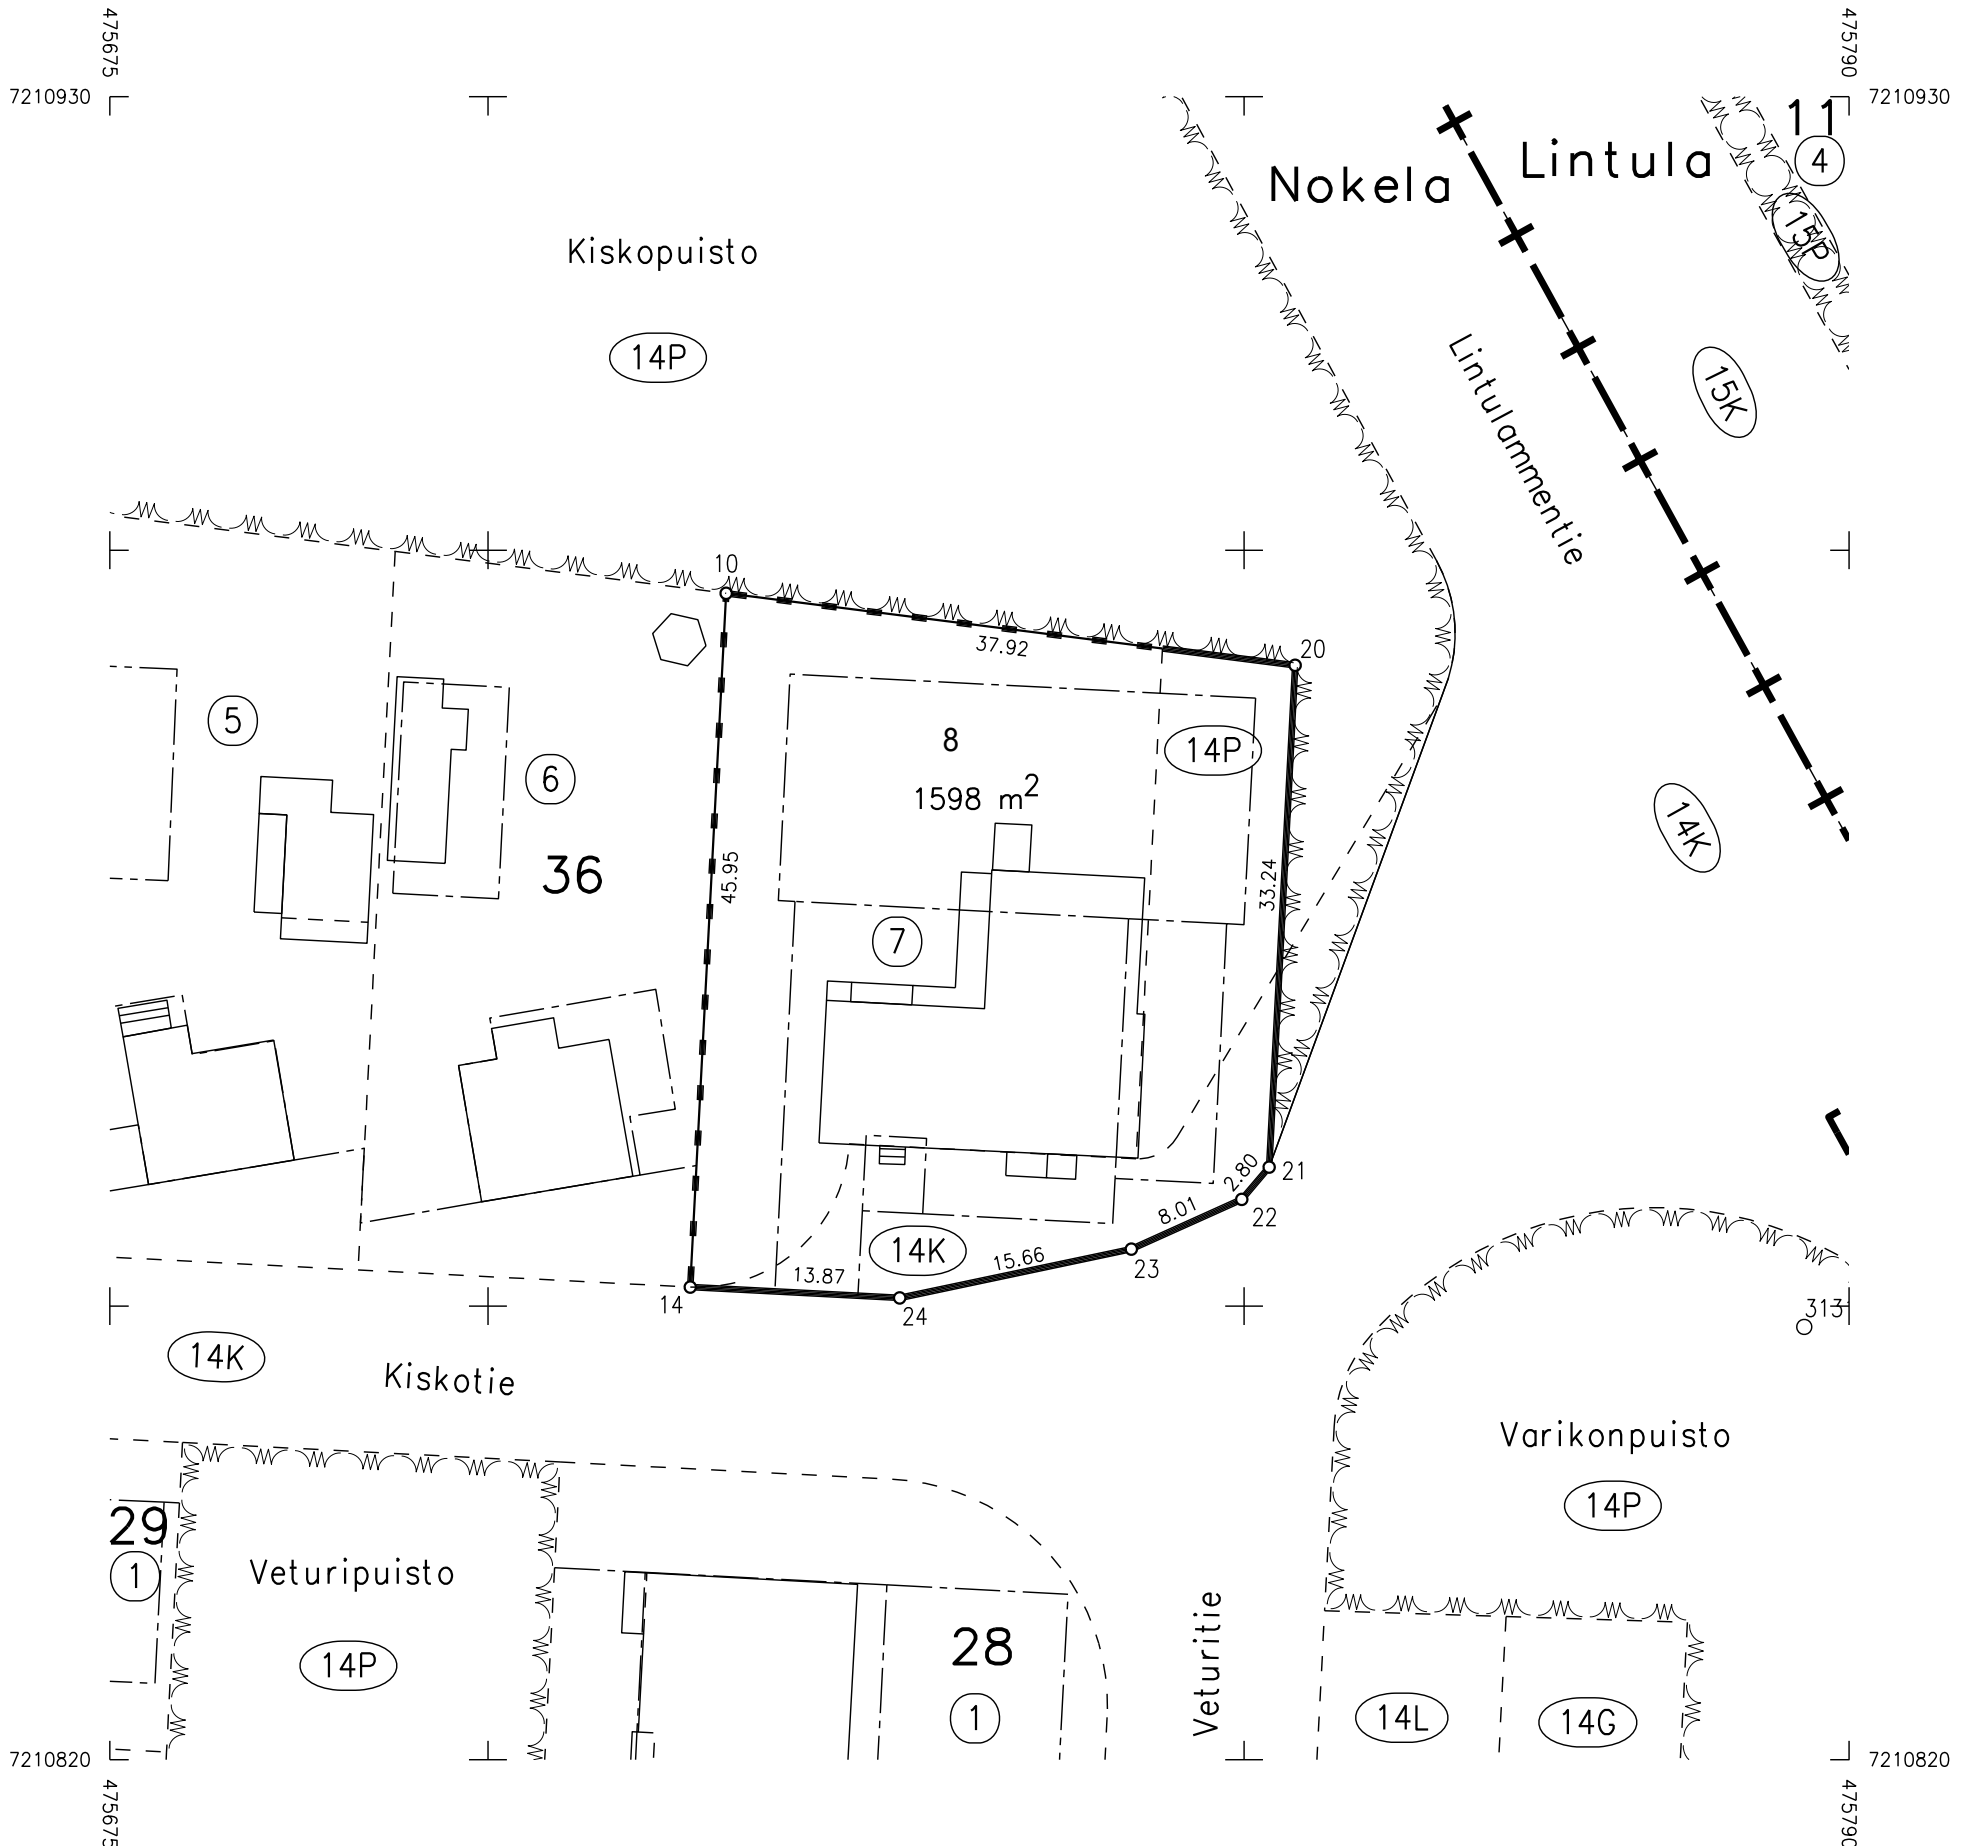 475675
475790
7210930
7210930
11
4
Lintula
Nokela
15P
Kiskopuisto
14P
Lintulammentie
15K
10
20
37.92
5
6
8
14P
1598 m²
14K
36
45.95
33.24
7
2.80
21
8.01
22
14K
15.66
23
13.87
14
24
313
14K
Kiskotie
Varikonpuisto
14P
29
1
Veturipuisto
14P
28
1
Veturitie
14L
14G
7210820
7210820
475675
475790